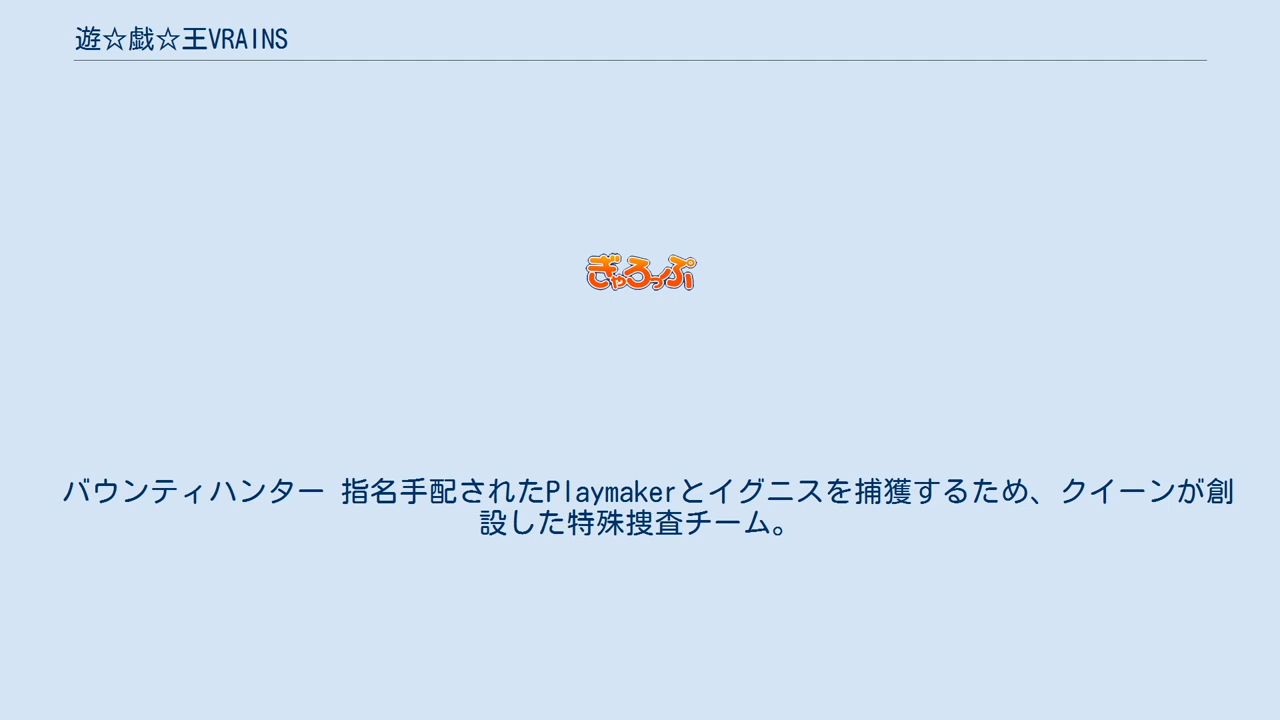 遊☆戯☆王VRAINS
ぎゃろっぷ
バウンティハンター 指名手配されたPlaymakerとイグニスを捕獲するため、クイーンが創
設した特殊捜査チーム。